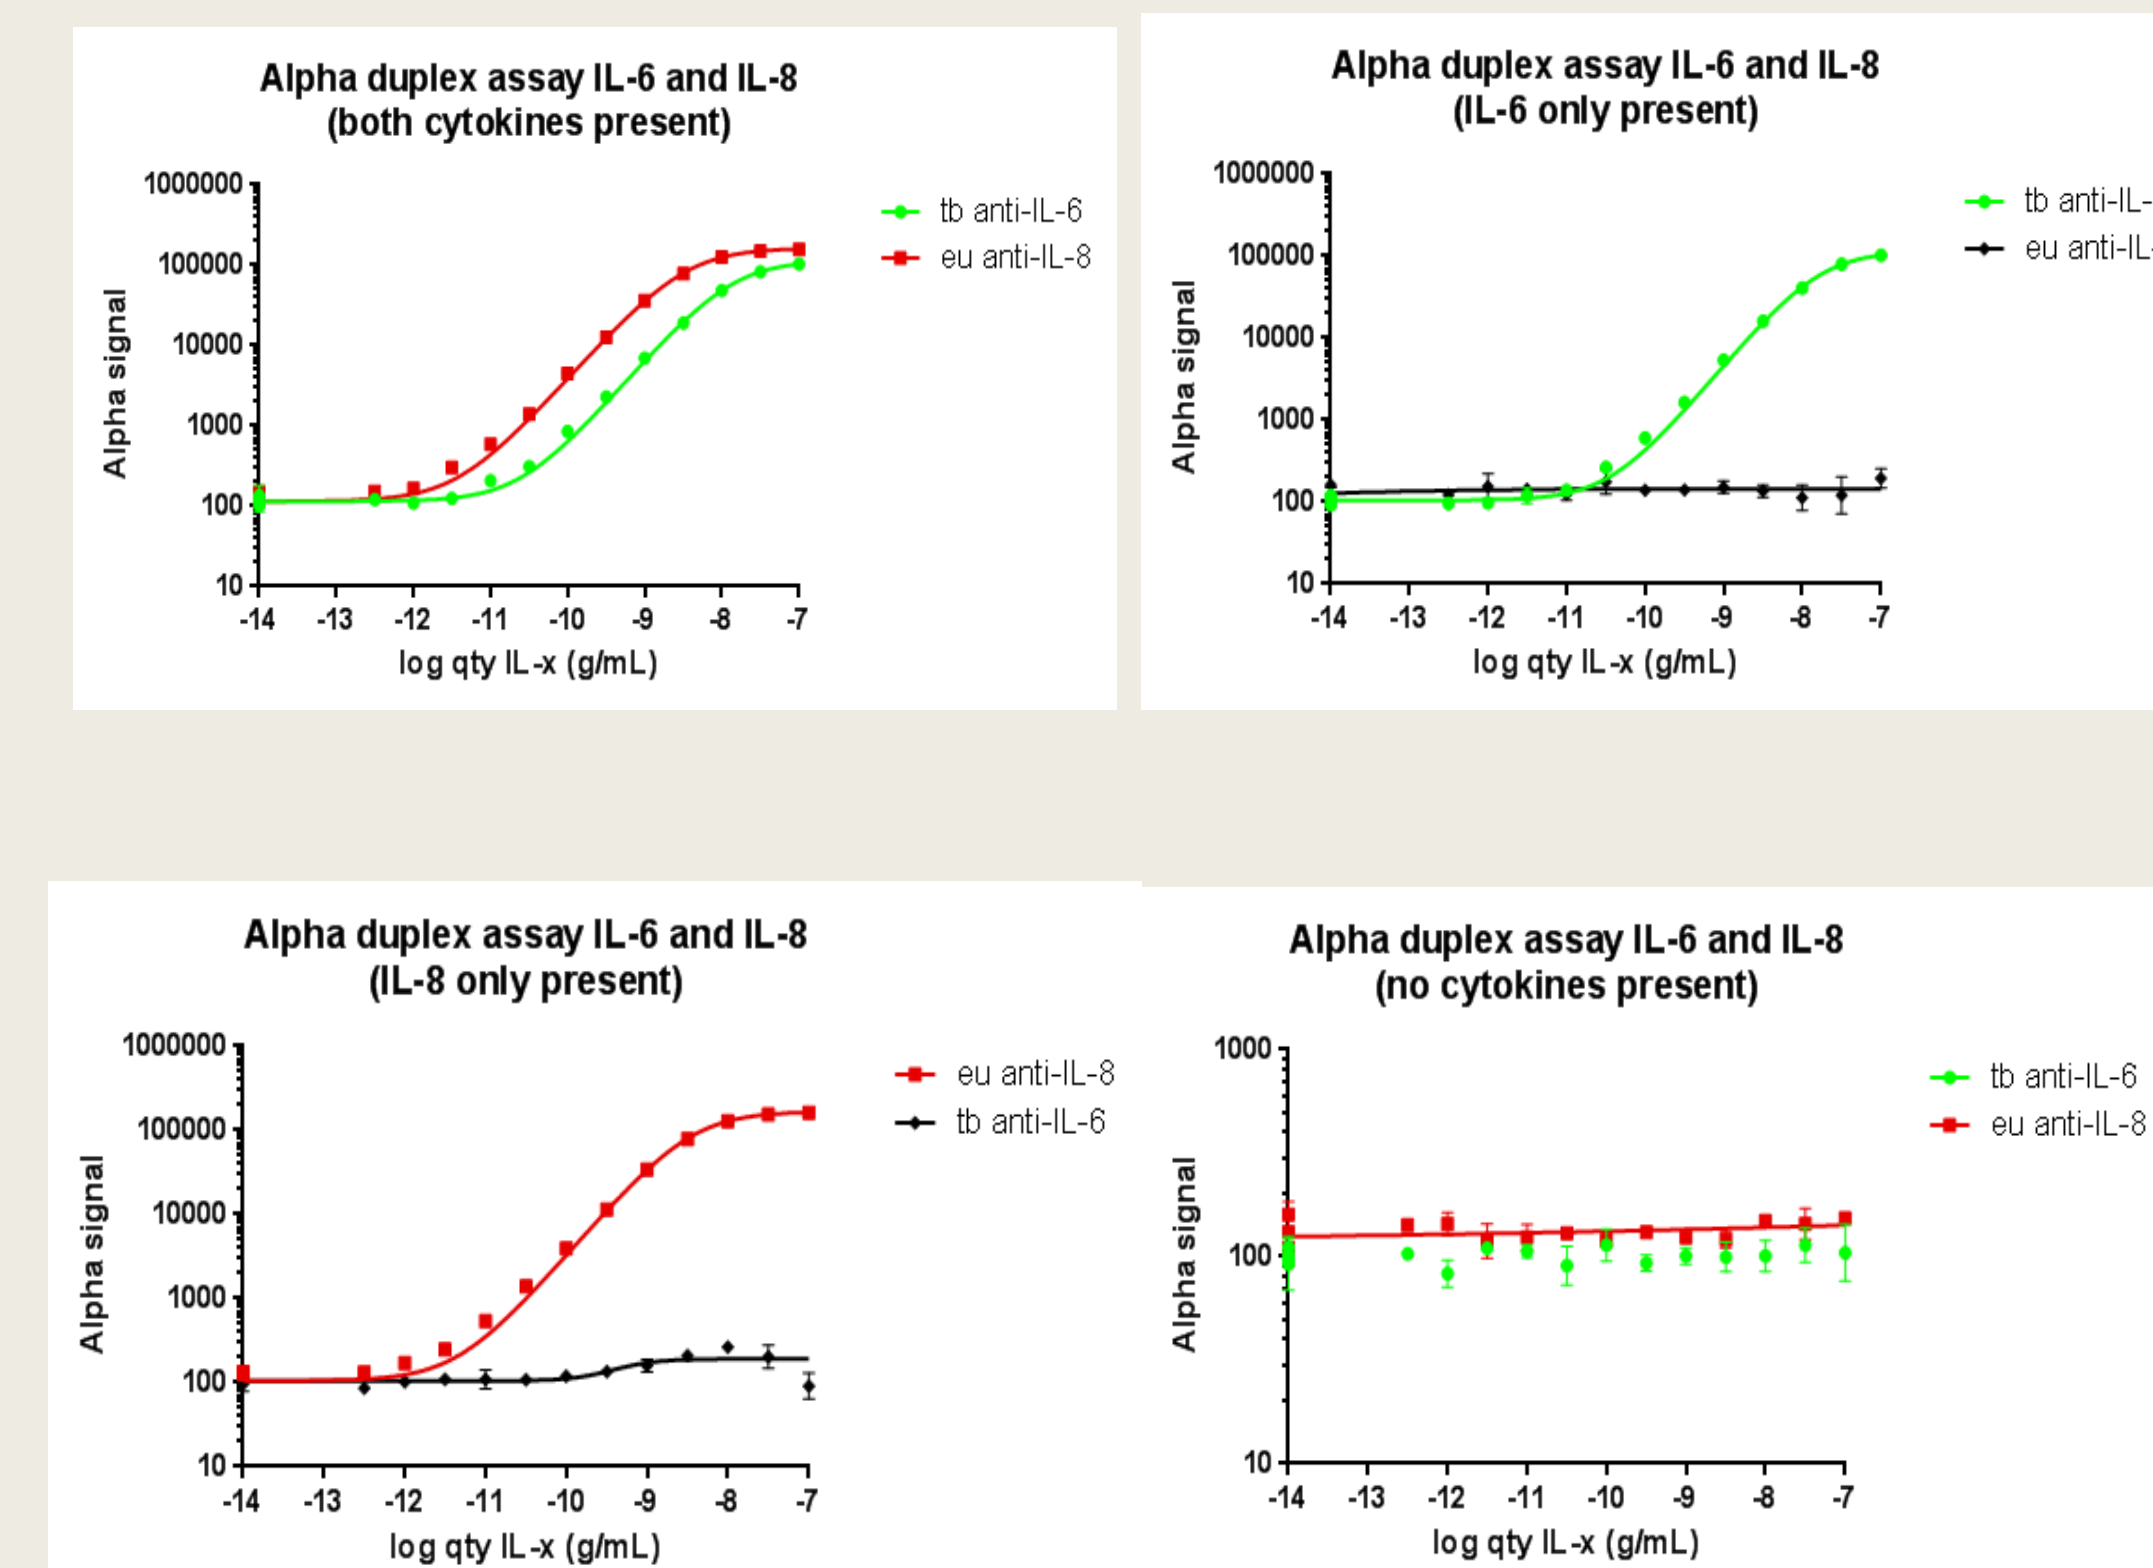 Alpha duplex assay IL-6 and IL-8
(both cytokines present)
1000000
100000
10000
1000
100
10
Alpha signal
-14 -13 -12 -11 -10 -9 -8 -7
log qty IL-x (g/mL)
tb anti-IL-6
eu anti-IL-8
Alpha duplex assay IL-6 and IL-8
(IL-6 only present)
1000000
100000
10000
1000
100
10
Alpha signal
-14 -13 -12 -11 -10 -9 -8 -7
log qty IL-x (g/mL)
tb anti-IL-
eu anti-IL-
Alpha duplex assay IL-6 and IL-8
(IL-8 only present)
1000000
100000
10000
1000
100
10
Alpha signal
-14 -13 -12 -11 -10 -9 -8 -7
log qty IL-x (g/mL)
eu anti-IL-8
tb anti-IL-6
Alpha duplex assay IL-6 and IL-8
(no cytokines present)
1000
100
10
Alpha signal
-14 -13 -12 -11 -10 -9 -8 -7
log qty IL-x (g/mL)
tb anti-IL-6
eu anti-IL-8